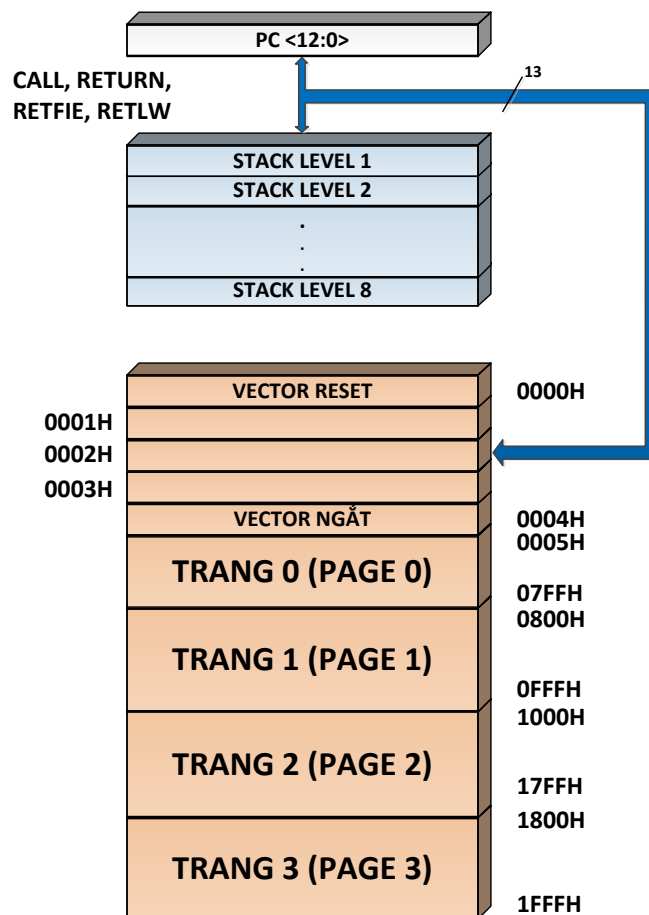 PC <12:0>
CALL, RETURN,
RETFIE, RETLW
13
STACK LEVEL 1
STACK LEVEL 2
.
.
.
STACK LEVEL 8
VECTOR RESET
0000H
0001H
0002H
0003H
VECTOR NGẮT
0004H
0005H
TRANG 0 (PAGE 0)
07FFH
0800H
TRANG 1 (PAGE 1)
0FFFH
1000H
TRANG 2 (PAGE 2)
17FFH
1800H
TRANG 3 (PAGE 3)
1FFFH